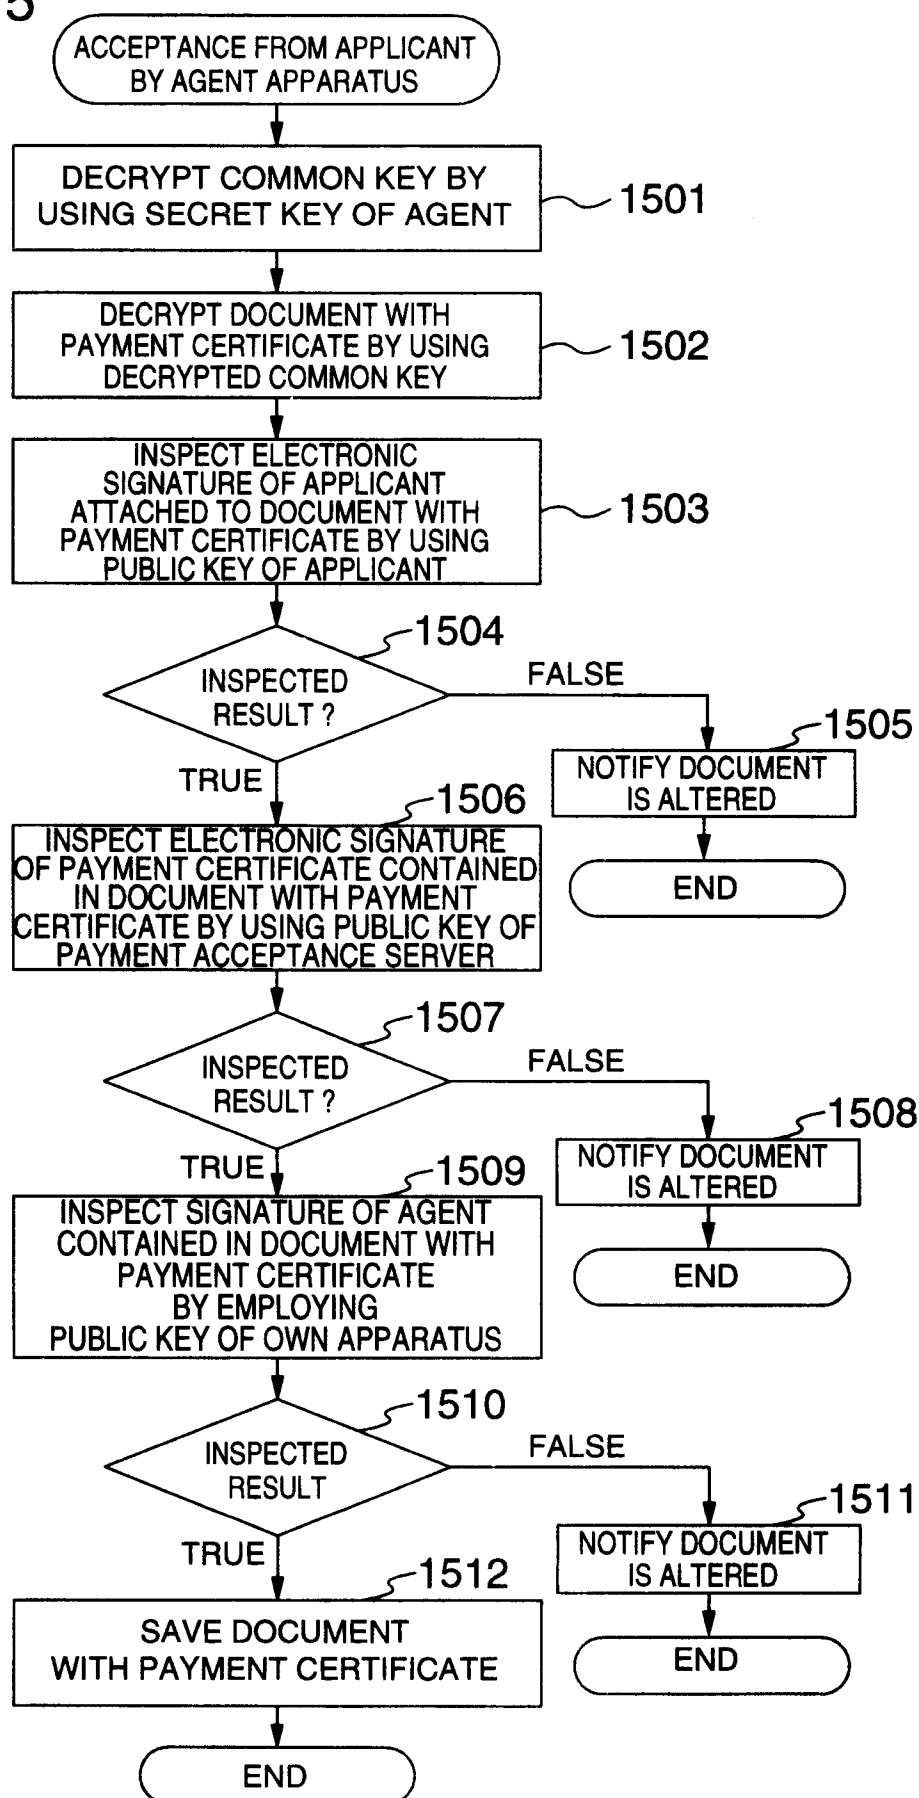 5
ACCEPTANCE FROM APPLICANT
BY AGENT APPARATUS
DECRYPT COMMON KEY BY
USING SECRET KEY OF AGENT
1501
DECRYPT DOCUMENT WITH
PAYMENT CERTIFICATE BY USING
DECRYPTED COMMON KEY
1502
INSPECT ELECTRONIC
SIGNATURE OF APPLICANT
ATTACHED TO DOCUMENT WITH
PAYMENT CERTIFICATE BY USING
PUBLIC KEY OF APPLICANT
1503
1504
INSPECTED
RESULT ?
FALSE
1505
NOTIFY DOCUMENT
IS ALTERED
END
TRUE
1506
INSPECT ELECTRONIC SIGNATURE
OF PAYMENT CERTIFICATE CONTAINED
IN DOCUMENT WITH PAYMENT
CERTIFICATE BY USING PUBLIC KEY OF
PAYMENT ACCEPTANCE SERVER
1507
INSPECTED
RESULT ?
FALSE
1508
NOTIFY DOCUMENT
IS ALTERED
END
TRUE
1509
INSPECT SIGNATURE OF AGENT
CONTAINED IN DOCUMENT WITH
PAYMENT CERTIFICATE
BY EMPLOYING
PUBLIC KEY OF OWN APPARATUS
1510
INSPECTED
RESULT
FALSE
1511
NOTIFY DOCUMENT
IS ALTERED
END
TRUE
1512
SAVE DOCUMENT
WITH PAYMENT CERTIFICATE
END